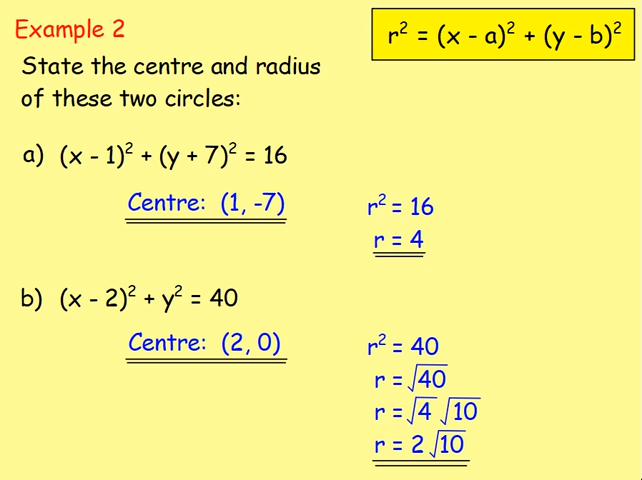 Example 2
r² = (x - a)² + (y - b)²
State the centre and radius
of these two circles:
a) (x - 1)² + (y + 7)² = 16
Centre: (1, -7)
r² = 16
r = 4
b) (x - 2)² + y² = 40
Centre: (2, 0)
r² = 40
r = √40
r = √4 √10
r = 2√10